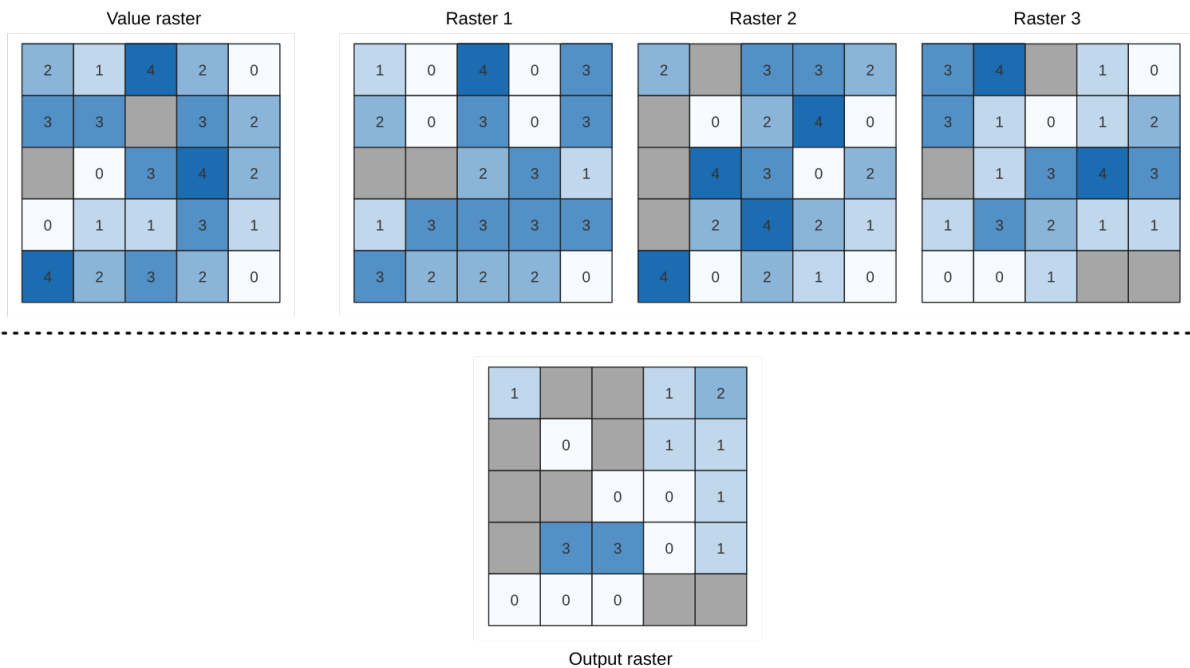 Value raster Raster 1 Raster 2 Raster 3
2 1 4 2 0 1 0 4 0 3 2 3 3 2 3 4 1 0
3 3 3 2 2 0 3 0 3 0 2 4 0 3 1 0 1 2
0 3 4 2 2 3 1 4 3 0 2 1 3 4 3
0 1 1 3 1 1 3 3 3 3 2 4 2 1 1 3 2 1 1
4 2 3 2 0 3 2 2 2 0 4 0 2 1 0 0 0 1
1 1 2
0 1 1
0 0 1
3 3 0 1
0 0 0
Output raster